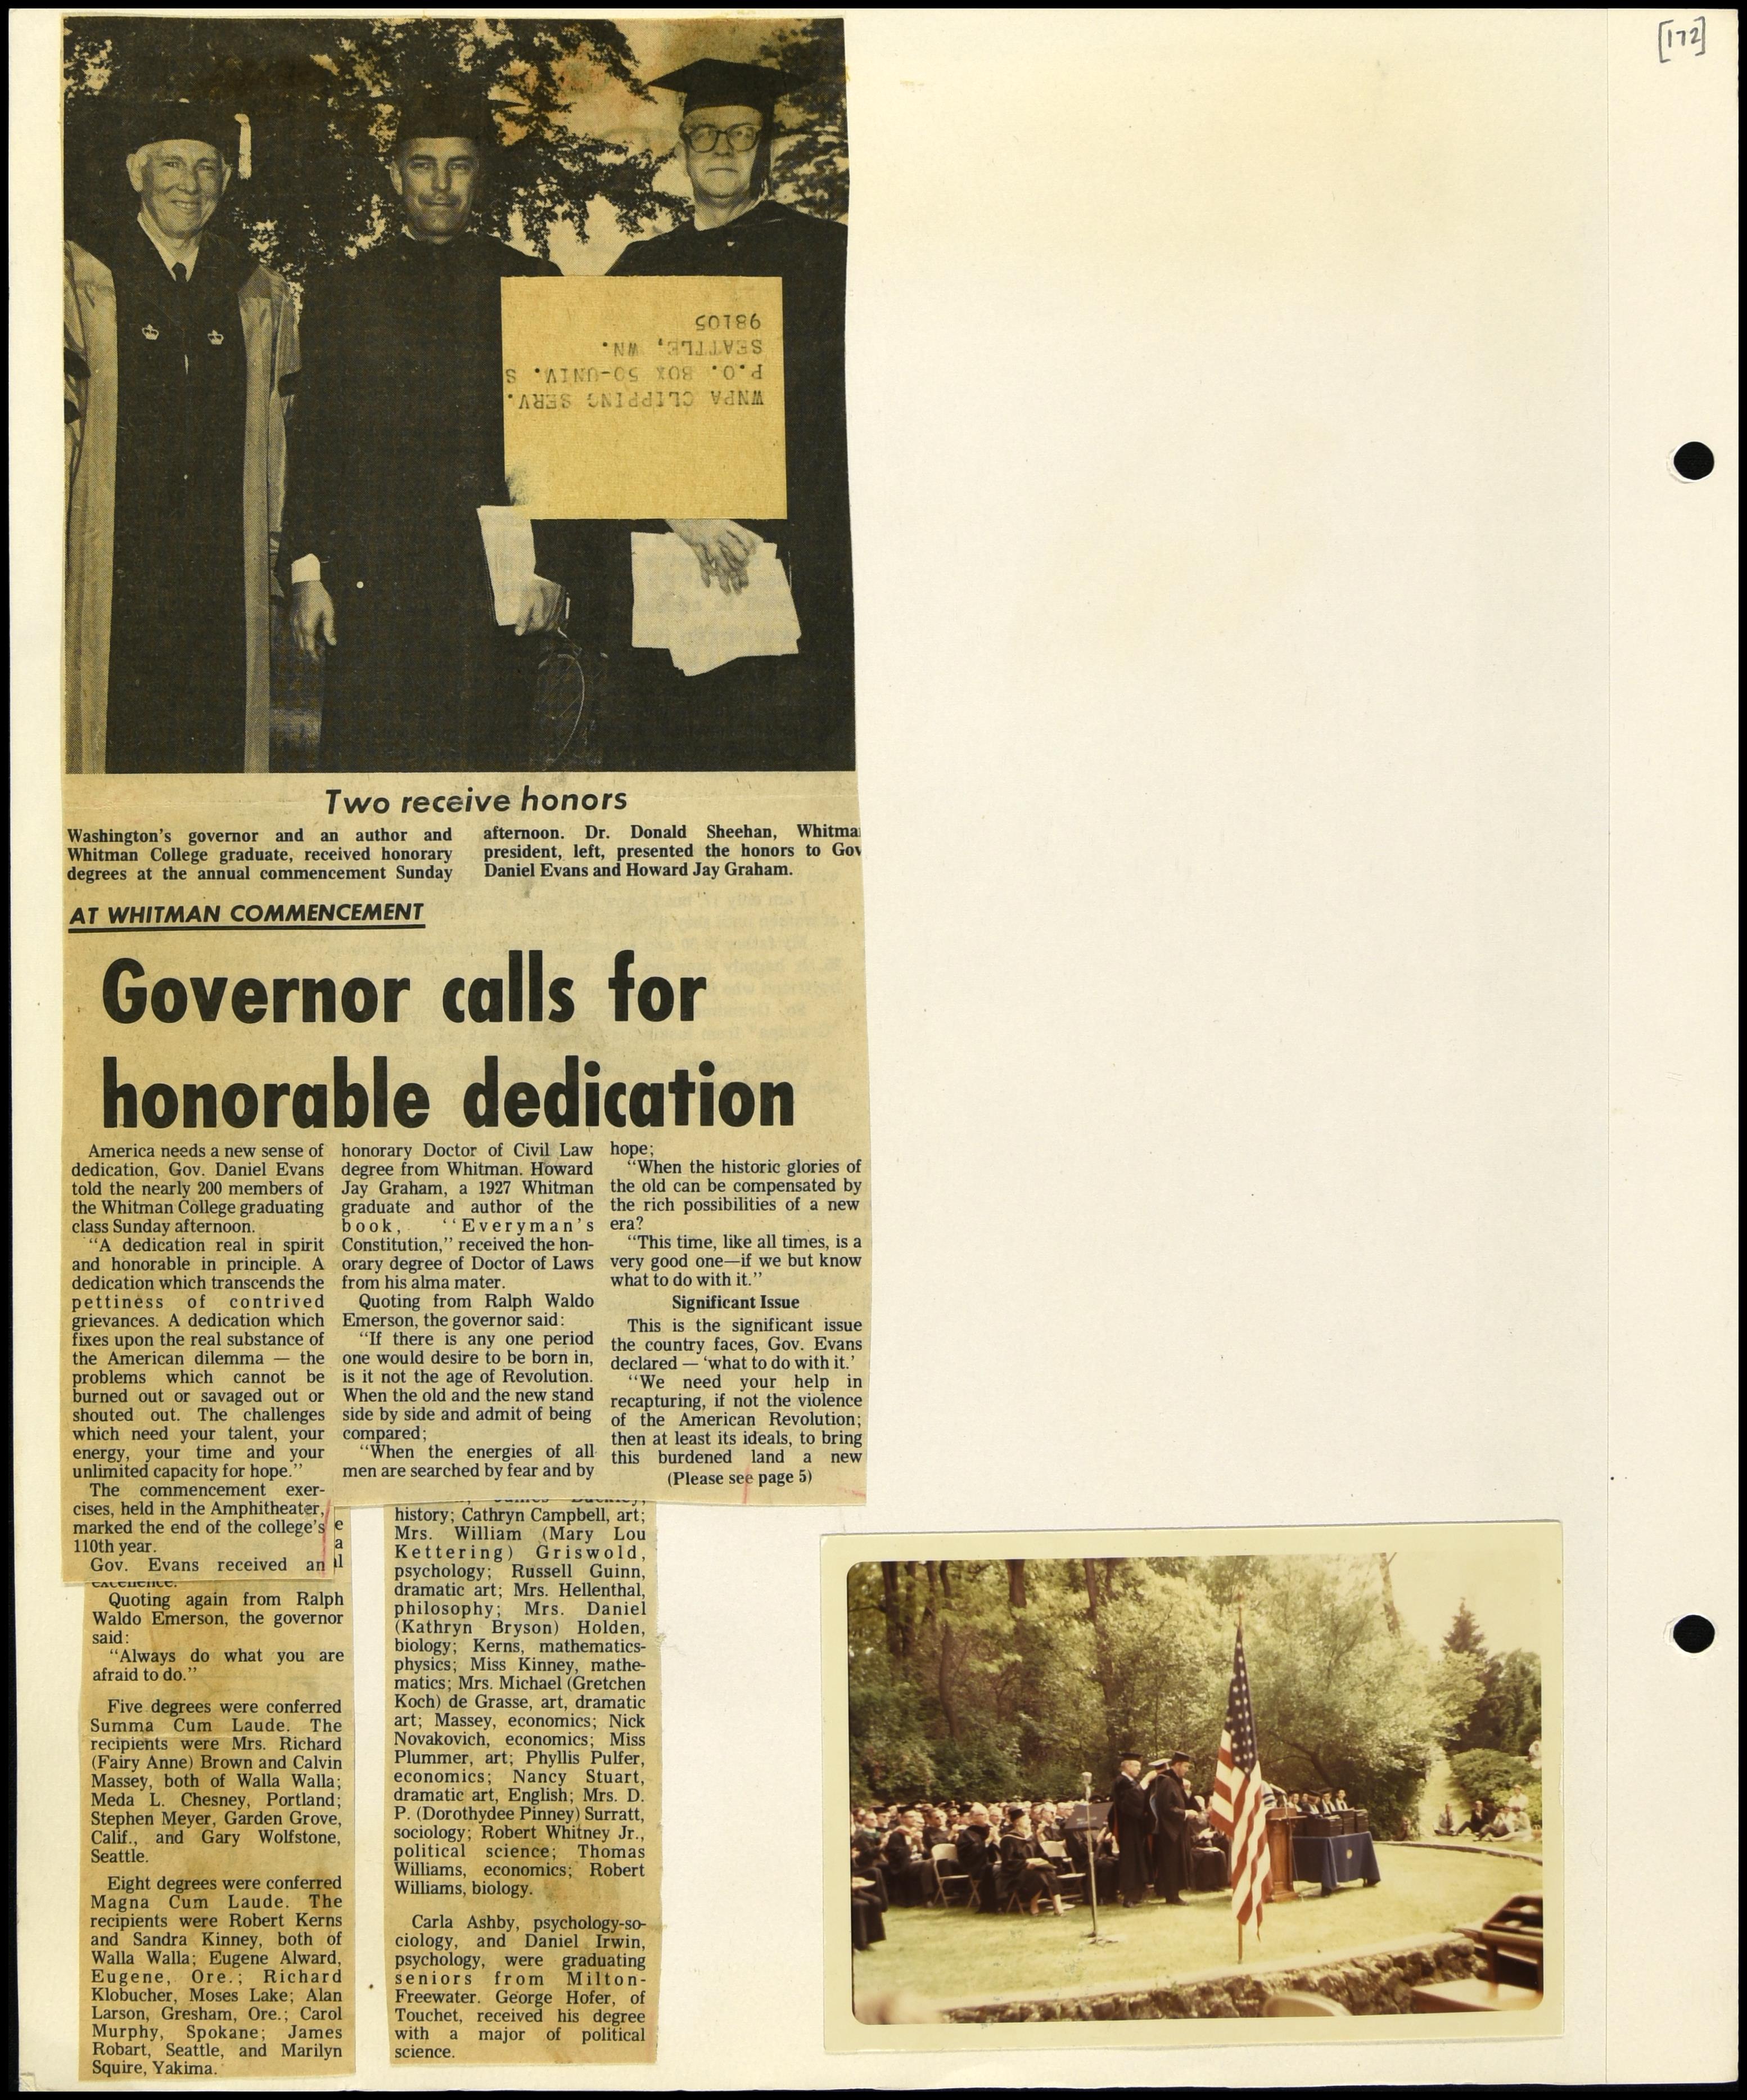 [172]
WNPA CLIPPING SERV.
P.O. BOX 50-UNIV. S
SEATTLE, WN.
98105
Two receive honors
Washington's governor and an author and
Whitman College graduate, received honorary
degrees at the annual commencement Sunday
afternoon. Dr. Donald Sheehan, Whitma
president, left, presented the honors to Gov
Daniel Evans and Howard Jay Graham.
AT WHITMAN COMMENCEMENT
Governor calls for
honorable dedication
America needs a new sense of
dedication, Gov. Daniel Evans
told the nearly 200 members of
the Whitman College graduating
class Sunday afternoon.
"A dedication real in spirit
and honorable in principle. A
dedication which transcends the
pettiness of contrived
grievances. A dedication which
fixes upon the real substance of
the American dilemma — the
problems which cannot be
burned out or savaged out or
shouted out. The challenges
which need your talent, your
energy, your time and your
unlimited capacity for hope."
The commencement exer-
cises, held in the Amphitheater,
marked the end of the college's
110th year.
Gov. Evans received an
honorary Doctor of Civil Law
degree from Whitman. Howard
Jay Graham, a 1927 Whitman
graduate and author of the
book, "Everyman's
Constitution," received the hon-
orary degree of Doctor of Laws
from his alma mater.
Quoting from Ralph Waldo
Emerson, the governor said:
"If there is any one period
one would desire to be born in,
is it not the age of Revolution.
When the old and the new stand
side by side and admit of being
compared;
"When the energies of all
men are searched by fear and by
hope;
"When the historic glories of
the old can be compensated by
the rich possibilities of a new
era?
"This time, like all times, is a
very good one—if we but know
what to do with it."
Significant Issue
This is the significant issue
the country faces, Gov. Evans
declared — 'what to do with it.'
"We need your help in
recapturing, if not the violence
of the American Revolution;
then at least its ideals, to bring
this burdened land a new
(Please see page 5)
excellence.
Quoting again from Ralph
Waldo Emerson, the governor
said:
"Always do what you are
afraid to do."
Five degrees were conferred
Summa Cum Laude. The
recipients were Mrs. Richard
(Fairy Anne) Brown and Calvin
Massey, both of Walla Walla;
Meda L. Chesney, Portland;
Stephen Meyer, Garden Grove,
Calif., and Gary Wolfstone,
Seattle.
Eight degrees were conferred
Magna Cum Laude. The
recipients were Robert Kerns
and Sandra Kinney, both of
Walla Walla; Eugene Alward,
Eugene, Ore.; Richard
Klobucher, Moses Lake; Alan
Larson, Gresham, Ore.; Carol
Murphy, Spokane; James
Robart, Seattle, and Marilyn
Squire, Yakima.
history; Cathryn Campbell, art;
Mrs. William (Mary Lou
Kettering) Griswold,
psychology; Russell Guinn,
dramatic art; Mrs. Hellenthal,
philosophy; Mrs. Daniel
(Kathryn Bryson) Holden,
biology; Kerns, mathematics-
physics; Miss Kinney, mathe-
matics; Mrs. Michael (Gretchen
Koch) de Grasse, art, dramatic
art; Massey, economics; Nick
Novakovich, economics; Miss
Plummer, art; Phyllis Pulfer,
economics; Nancy Stuart,
dramatic art, English; Mrs. D.
P. (Dorothydee Pinney) Surratt,
sociology; Robert Whitney Jr.,
political science; Thomas
Williams, economics; Robert
Williams, biology.
Carla Ashby, psychology-so-
ciology, and Daniel Irwin,
psychology, were graduating
seniors from Milton-
Freewater. George Hofer, of
Touchet, received his degree
with a major of political
science.